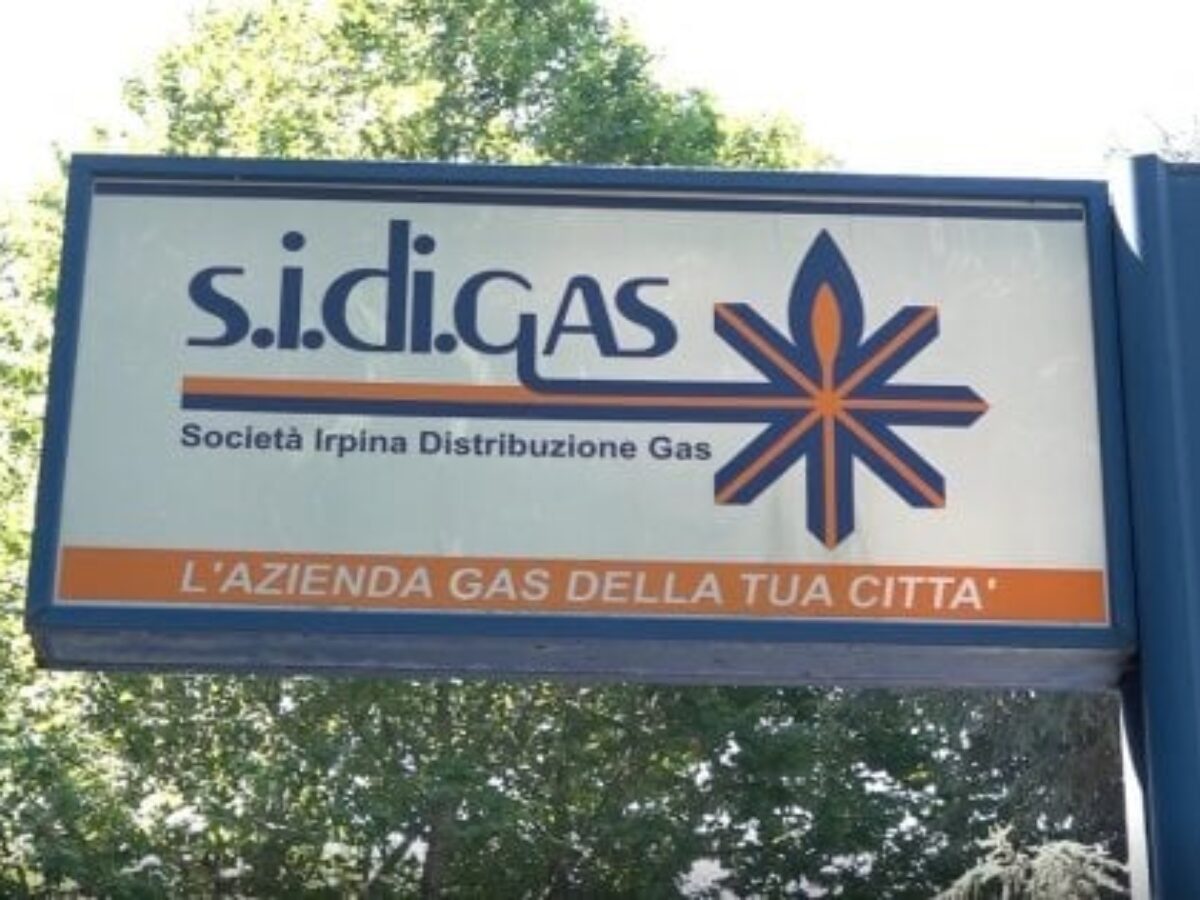 s.i.di.GAS
Società Irpina Distribuzione Gas
L'AZIENDA GAS DELLA TUA CITTA'